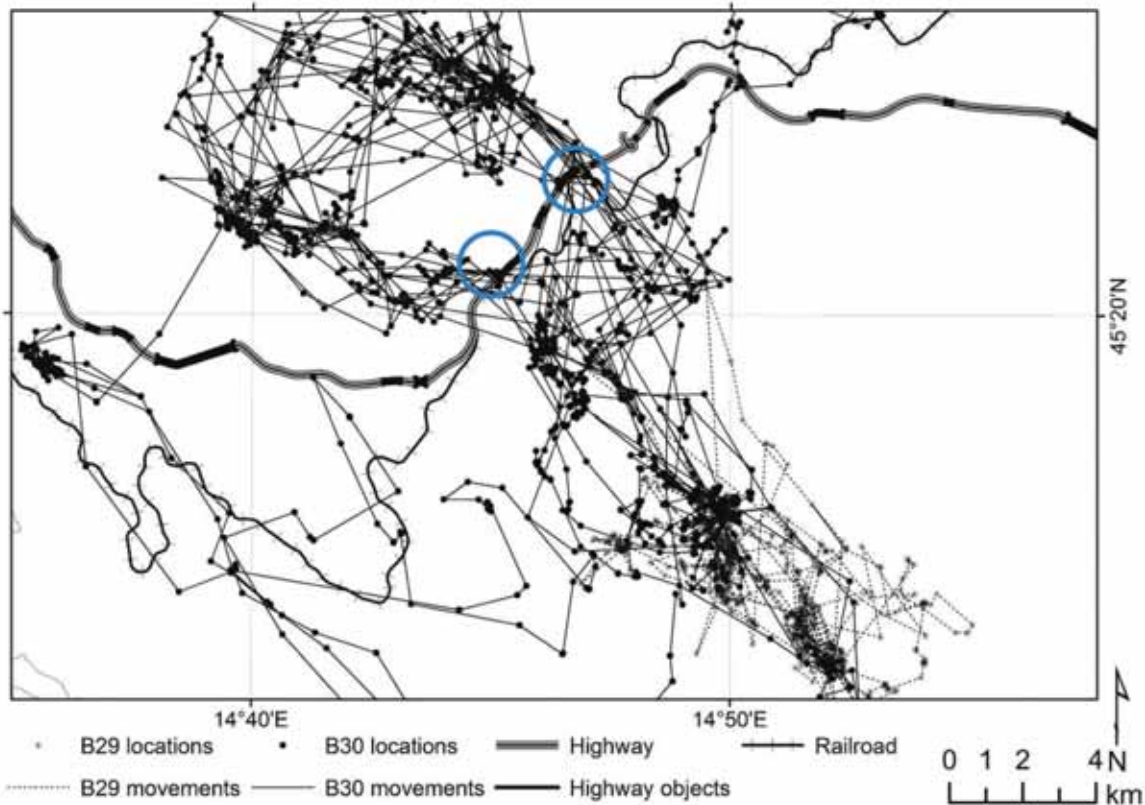 45°20'N
14°40'E 14°50'E
B29 locations B30 locations Highway Railroad
B29 movements B30 movements Highway objects
0 1 2 4 N
km